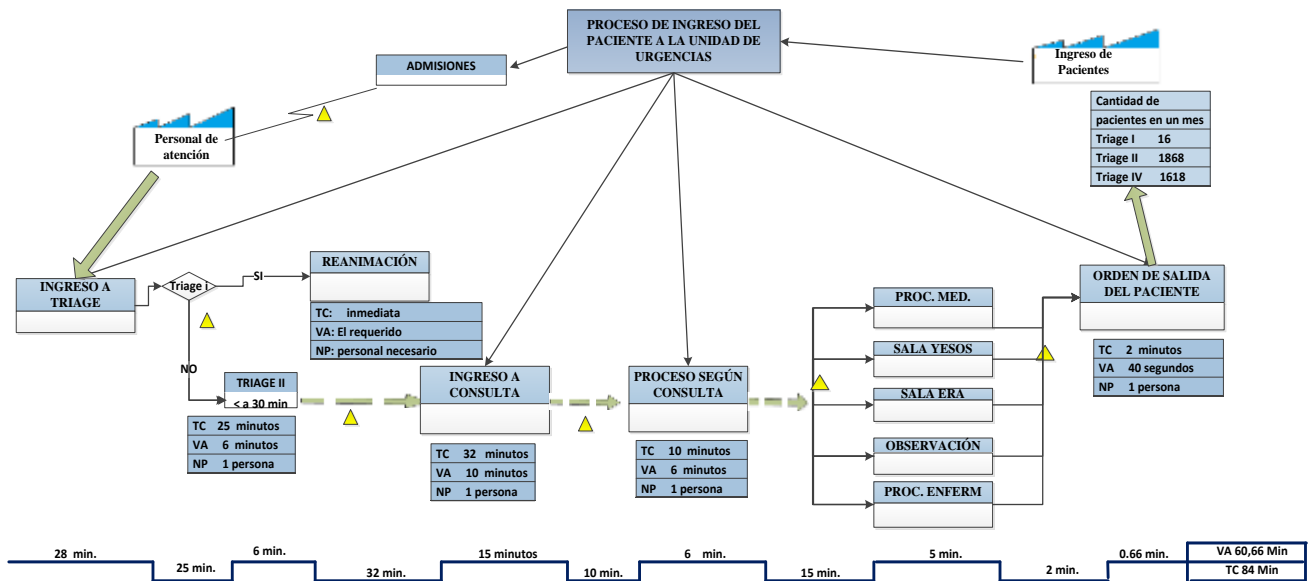 PROCESO DE INGRESO DEL
PACIENTE A LA UNIDAD DE
URGENCIAS
Ingreso de
Pacientes
ADMISIONES
Personal de
atención
Cantidad de
pacientes en un mes
Triage I 16
Triage II 1868
Triage IV 1618
INGRESO A
TRIAGE
Triage i
SI
NO
REANIMACIÓN
TC: inmediata
VA: El requerido
NP: personal necesario
TRIAGE II
< a 30 min
TC 25 minutos
VA 6 minutos
NP 1 persona
INGRESO A
CONSULTA
TC 32 minutos
VA 10 minutos
NP 1 persona
PROCESO SEGÚN
CONSULTA
TC 10 minutos
VA 6 minutos
NP 1 persona
PROC. MED.
SALA YESOS
SALA ERA
OBSERVACIÓN
PROC. ENFERM
ORDEN DE SALIDA
DEL PACIENTE
TC 2 minutos
VA 40 segundos
NP 1 persona
28 min.
25 min.
6 min.
32 min.
15 minutos
10 min.
6 min.
15 min.
5 min.
2 min.
0.66 min.
VA 60,66 Min
TC 84 Min